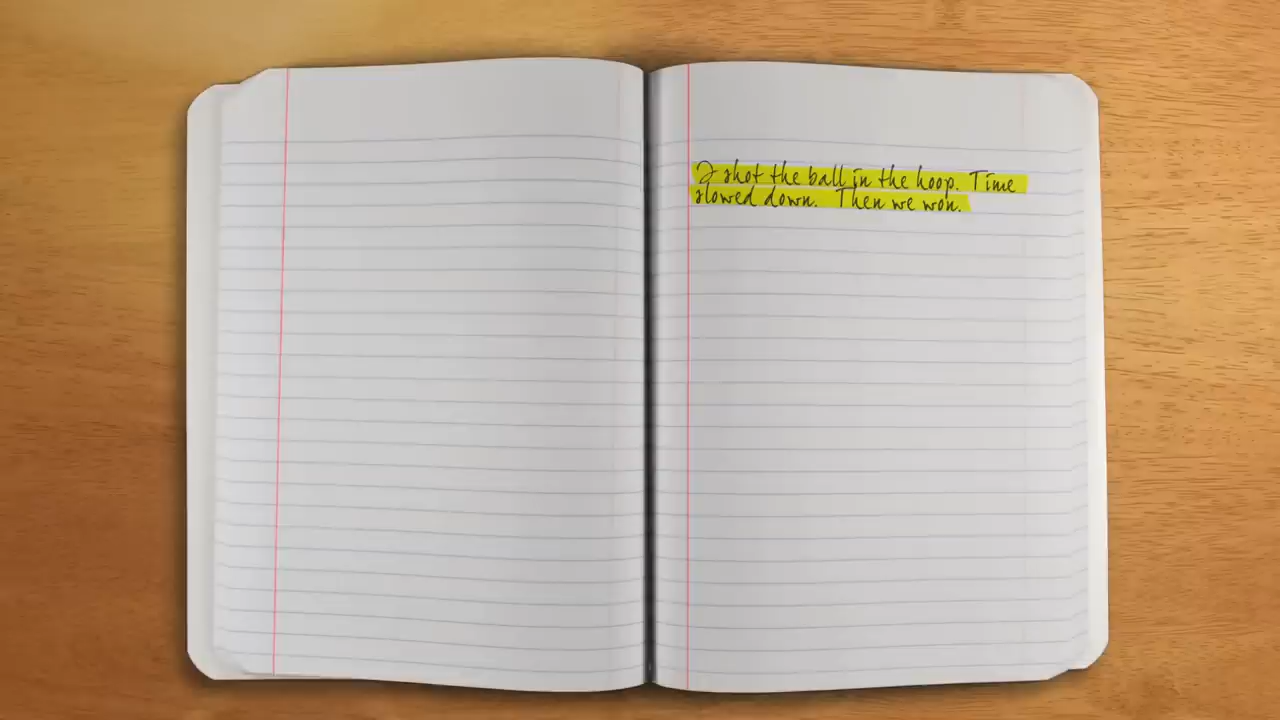 I shot the ball in the hoop. Time
slowed down. Then we won.